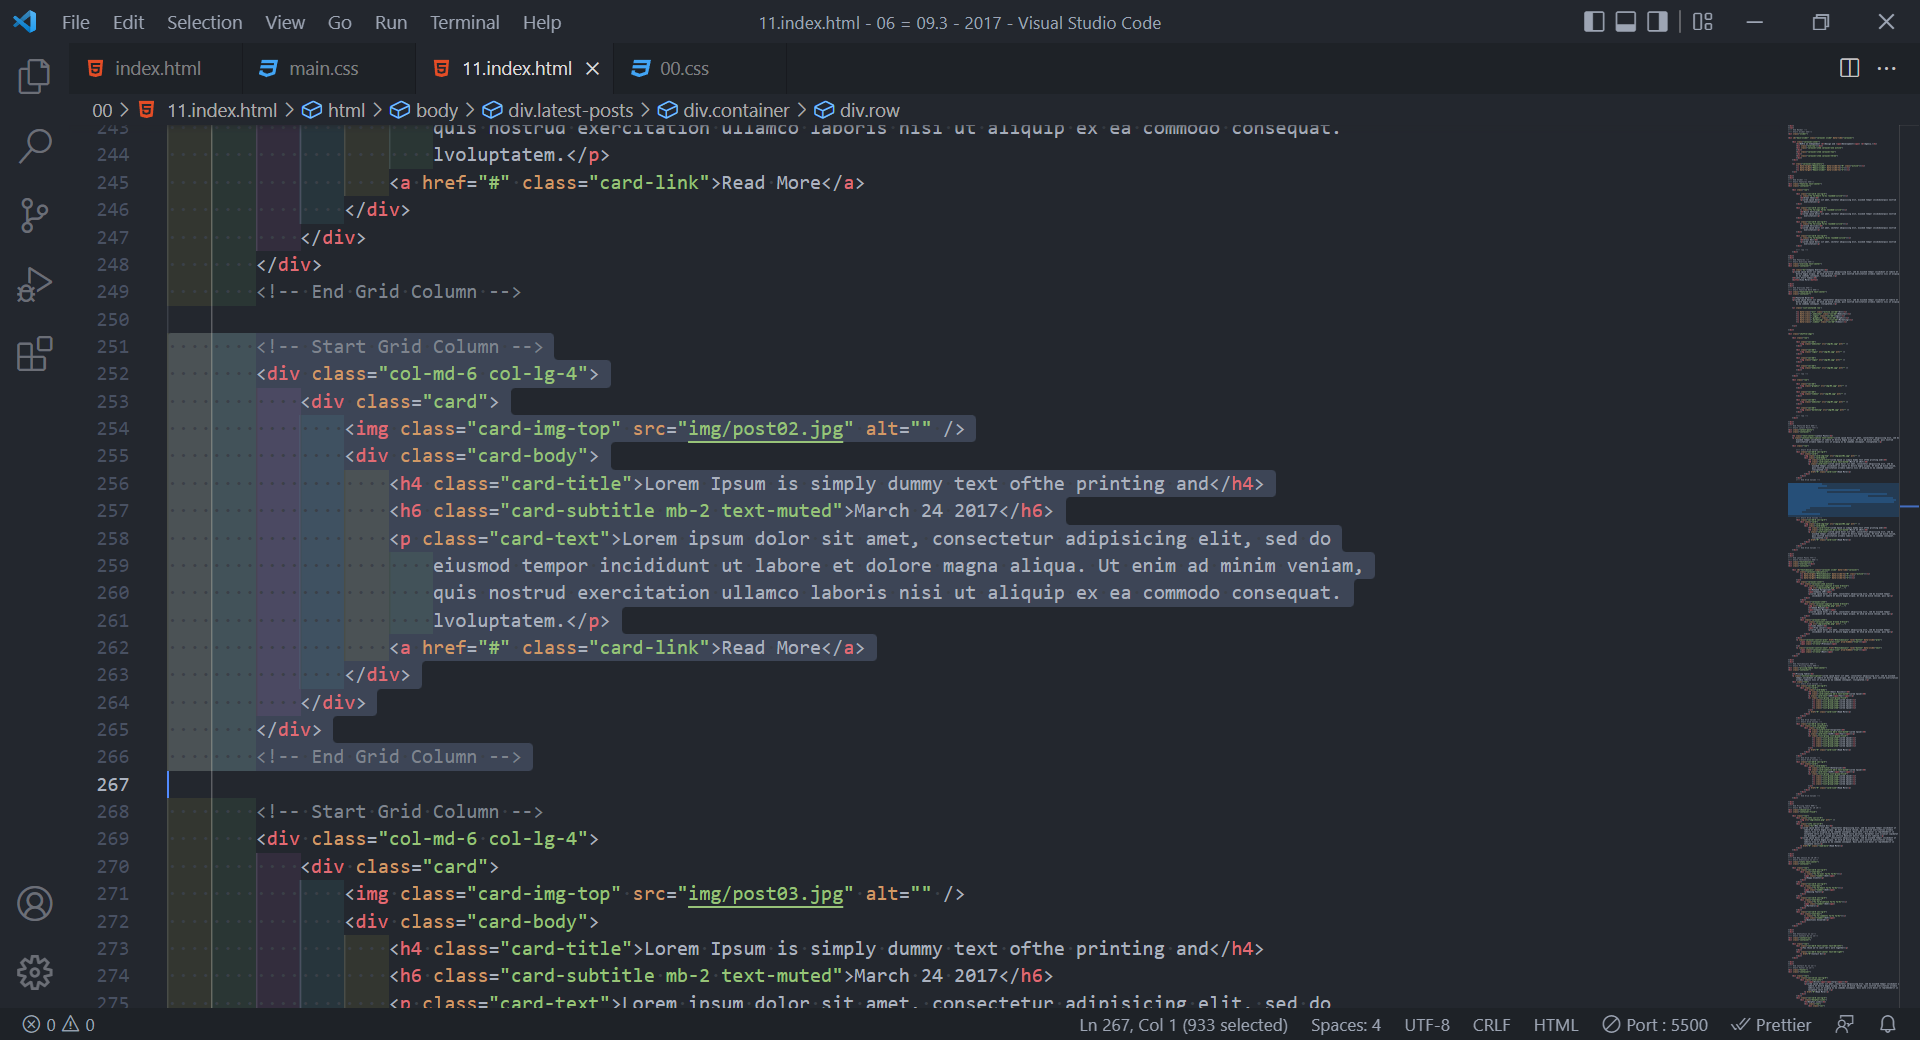 File Edit Selection View Go Run Terminal Help 11.index.html - 06 = 09.3 - 2017 - Visual Studio Code
index.html main.css 11.index.html 00.css
00 > 11.index.html > html > body > div.latest-posts > div.container > div.row
243 quis nostrud exercitation ullamco laboris nisi ut aliquip ex ea commodo consequat.
244 lvoluptatem.</p>
245 <a href="#" class="card-link">Read More</a>
246 </div>
247 </div>
248 </div>
249 <!-- End Grid Column -->
250
251 <!-- Start Grid Column -->
252 <div class="col-md-6 col-lg-4">
253 <div class="card">
254 <img class="card-img-top" src="img/post02.jpg" alt="" />
255 <div class="card-body">
256 <h4 class="card-title">Lorem Ipsum is simply dummy text ofthe printing and</h4>
257 <h6 class="card-subtitle mb-2 text-muted">March 24 2017</h6>
258 <p class="card-text">Lorem ipsum dolor sit amet, consectetur adipisicing elit, sed do
259 eiusmod tempor incididunt ut labore et dolore magna aliqua. Ut enim ad minim veniam,
260 quis nostrud exercitation ullamco laboris nisi ut aliquip ex ea commodo consequat.
261 lvoluptatem.</p>
262 <a href="#" class="card-link">Read More</a>
263 </div>
264 </div>
265 </div>
266 <!-- End Grid Column -->
267
268 <!-- Start Grid Column -->
269 <div class="col-md-6 col-lg-4">
270 <div class="card">
271 <img class="card-img-top" src="img/post03.jpg" alt="" />
272 <div class="card-body">
273 <h4 class="card-title">Lorem Ipsum is simply dummy text ofthe printing and</h4>
274 <h6 class="card-subtitle mb-2 text-muted">March 24 2017</h6>
275 <p class="card-text">Lorem ipsum dolor sit amet, consectetur adipisicing elit, sed do
0 0 Ln 267, Col 1 (933 selected) Spaces: 4 UTF-8 CRLF HTML Port : 5500 Prettier